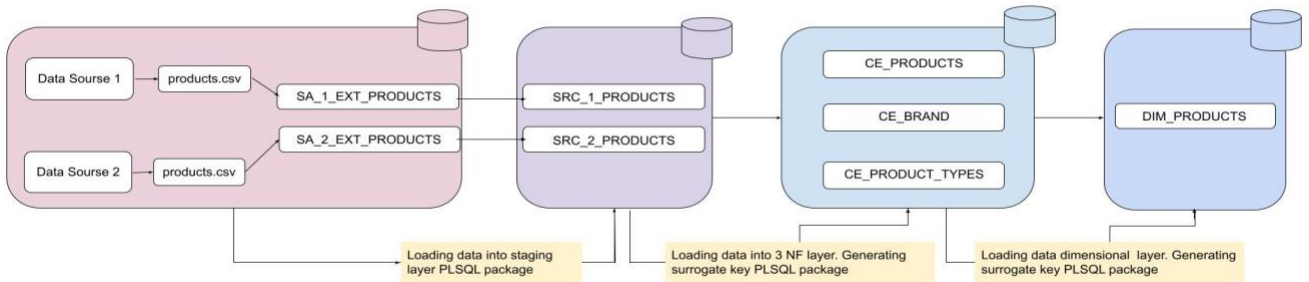 Data Sourse 1
products.csv
SA_1_EXT_PRODUCTS
SA_2_EXT_PRODUCTS
Data Sourse 2
products.csv
SRC_1_PRODUCTS
SRC_2_PRODUCTS
CE_PRODUCTS
CE_BRAND
CE_PRODUCT_TYPES
DIM_PRODUCTS
Loading data into staging
layer PLSQL package
Loading data into 3 NF layer. Generating
surrogate key PLSQL package
Loading data dimensional layer. Generating
surrogate key PLSQL package